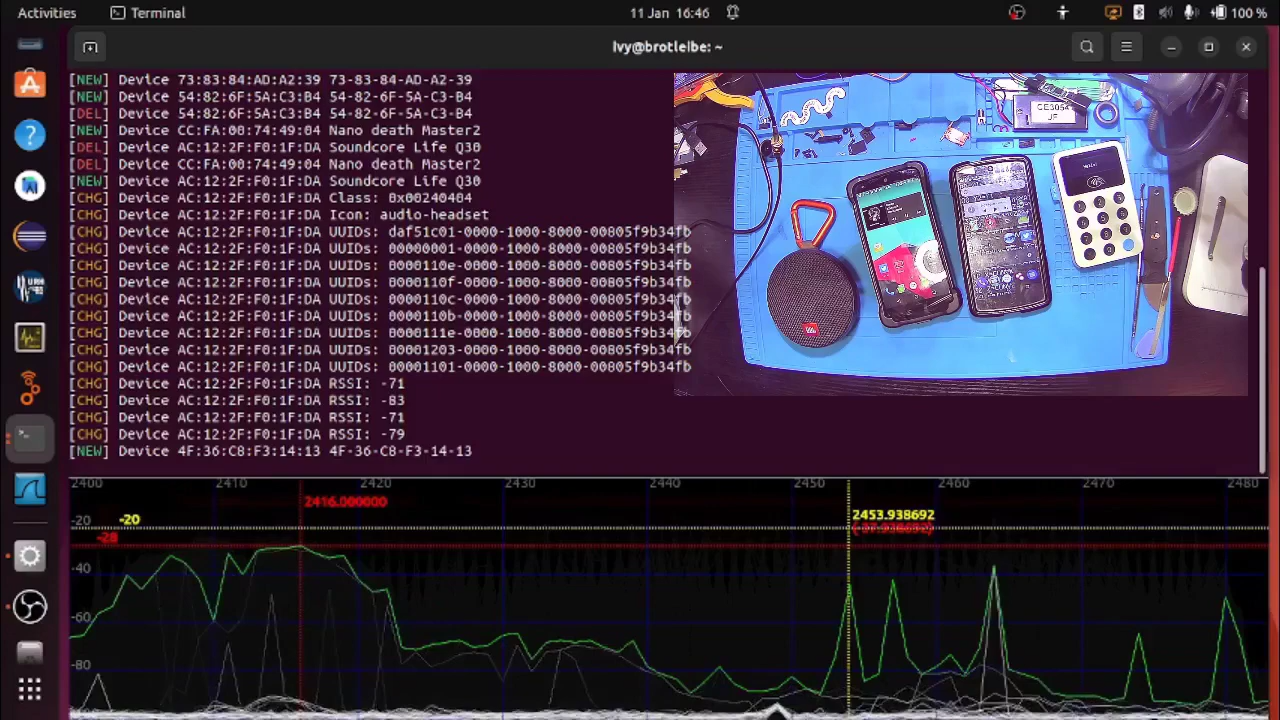 Activities Terminal 11 Jan 16:46 100 %
Ivy@brotleibe: ~
[NEW] Device 73:83:84:AD:A2:39 73-83-84-AD-A2-39
[NEW] Device 54:82:6F:5A:C3:B4 54-82-6F-5A-C3-B4
[DEL] Device 54:82:6F:5A:C3:B4 54-82-6F-5A-C3-B4
[NEW] Device CC:FA:00:74:49:04 Nano death Master2
[DEL] Device AC:12:2F:F0:1F:DA Soundcore Life Q30
[DEL] Device CC:FA:00:74:49:04 Nano death Master2
[NEW] Device AC:12:2F:F0:1F:DA Soundcore Life Q30
[CHG] Device AC:12:2F:F0:1F:DA Class: 0x00240404
[CHG] Device AC:12:2F:F0:1F:DA Icon: audio-headset
[CHG] Device AC:12:2F:F0:1F:DA UUIDs: daf51c01-0000-1000-8000-00805f9b34fb
[CHG] Device AC:12:2F:F0:1F:DA UUIDs: 00000001-0000-1000-8000-00805f9b34fb
[CHG] Device AC:12:2F:F0:1F:DA UUIDs: 0000110e-0000-1000-8000-00805f9b34fb
[CHG] Device AC:12:2F:F0:1F:DA UUIDs: 0000110f-0000-1000-8000-00805f9b34fb
[CHG] Device AC:12:2F:F0:1F:DA UUIDs: 0000110c-0000-1000-8000-00805f9b34fb
[CHG] Device AC:12:2F:F0:1F:DA UUIDs: 0000110b-0000-1000-8000-00805f9b34fb
[CHG] Device AC:12:2F:F0:1F:DA UUIDs: 0000111e-0000-1000-8000-00805f9b34fb
[CHG] Device AC:12:2F:F0:1F:DA UUIDs: 00001203-0000-1000-8000-00805f9b34fb
[CHG] Device AC:12:2F:F0:1F:DA UUIDs: 00001101-0000-1000-8000-00805f9b34fb
[CHG] Device AC:12:2F:F0:1F:DA RSSI: -71
[CHG] Device AC:12:2F:F0:1F:DA RSSI: -83
[CHG] Device AC:12:2F:F0:1F:DA RSSI: -71
[CHG] Device AC:12:2F:F0:1F:DA RSSI: -79
[NEW] Device 4F:36:C8:F3:14:13 4F-36-C8-F3-14-13
CE3054
JF
JBL
2400 2410 2420 2430 2440 2450 2460 2470 2480
2416.000000
2453.938692
-20 -20
-28
-40
-60
-80